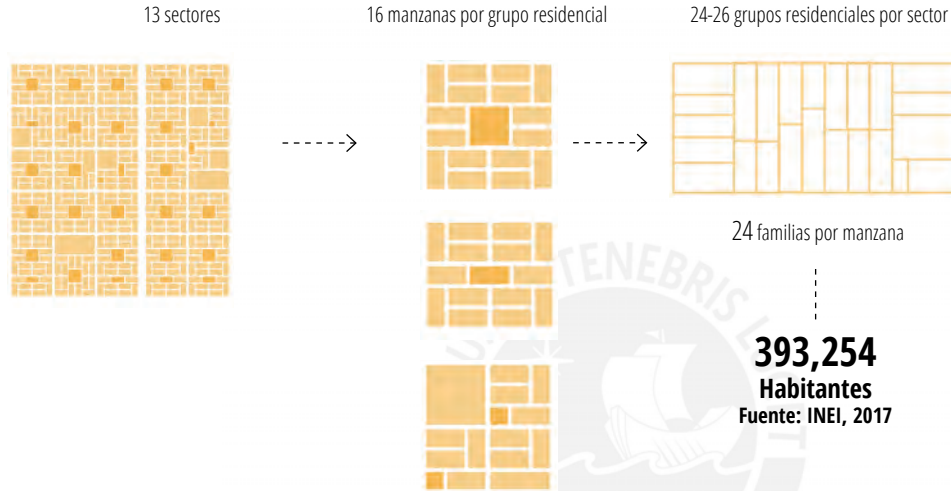 13 sectores
16 manzanas por grupo residencial
24-26 grupos residenciales por sector
24 familias por manzana
393,254
Habitantes
Fuente: INEI, 2017
TENEBRIS